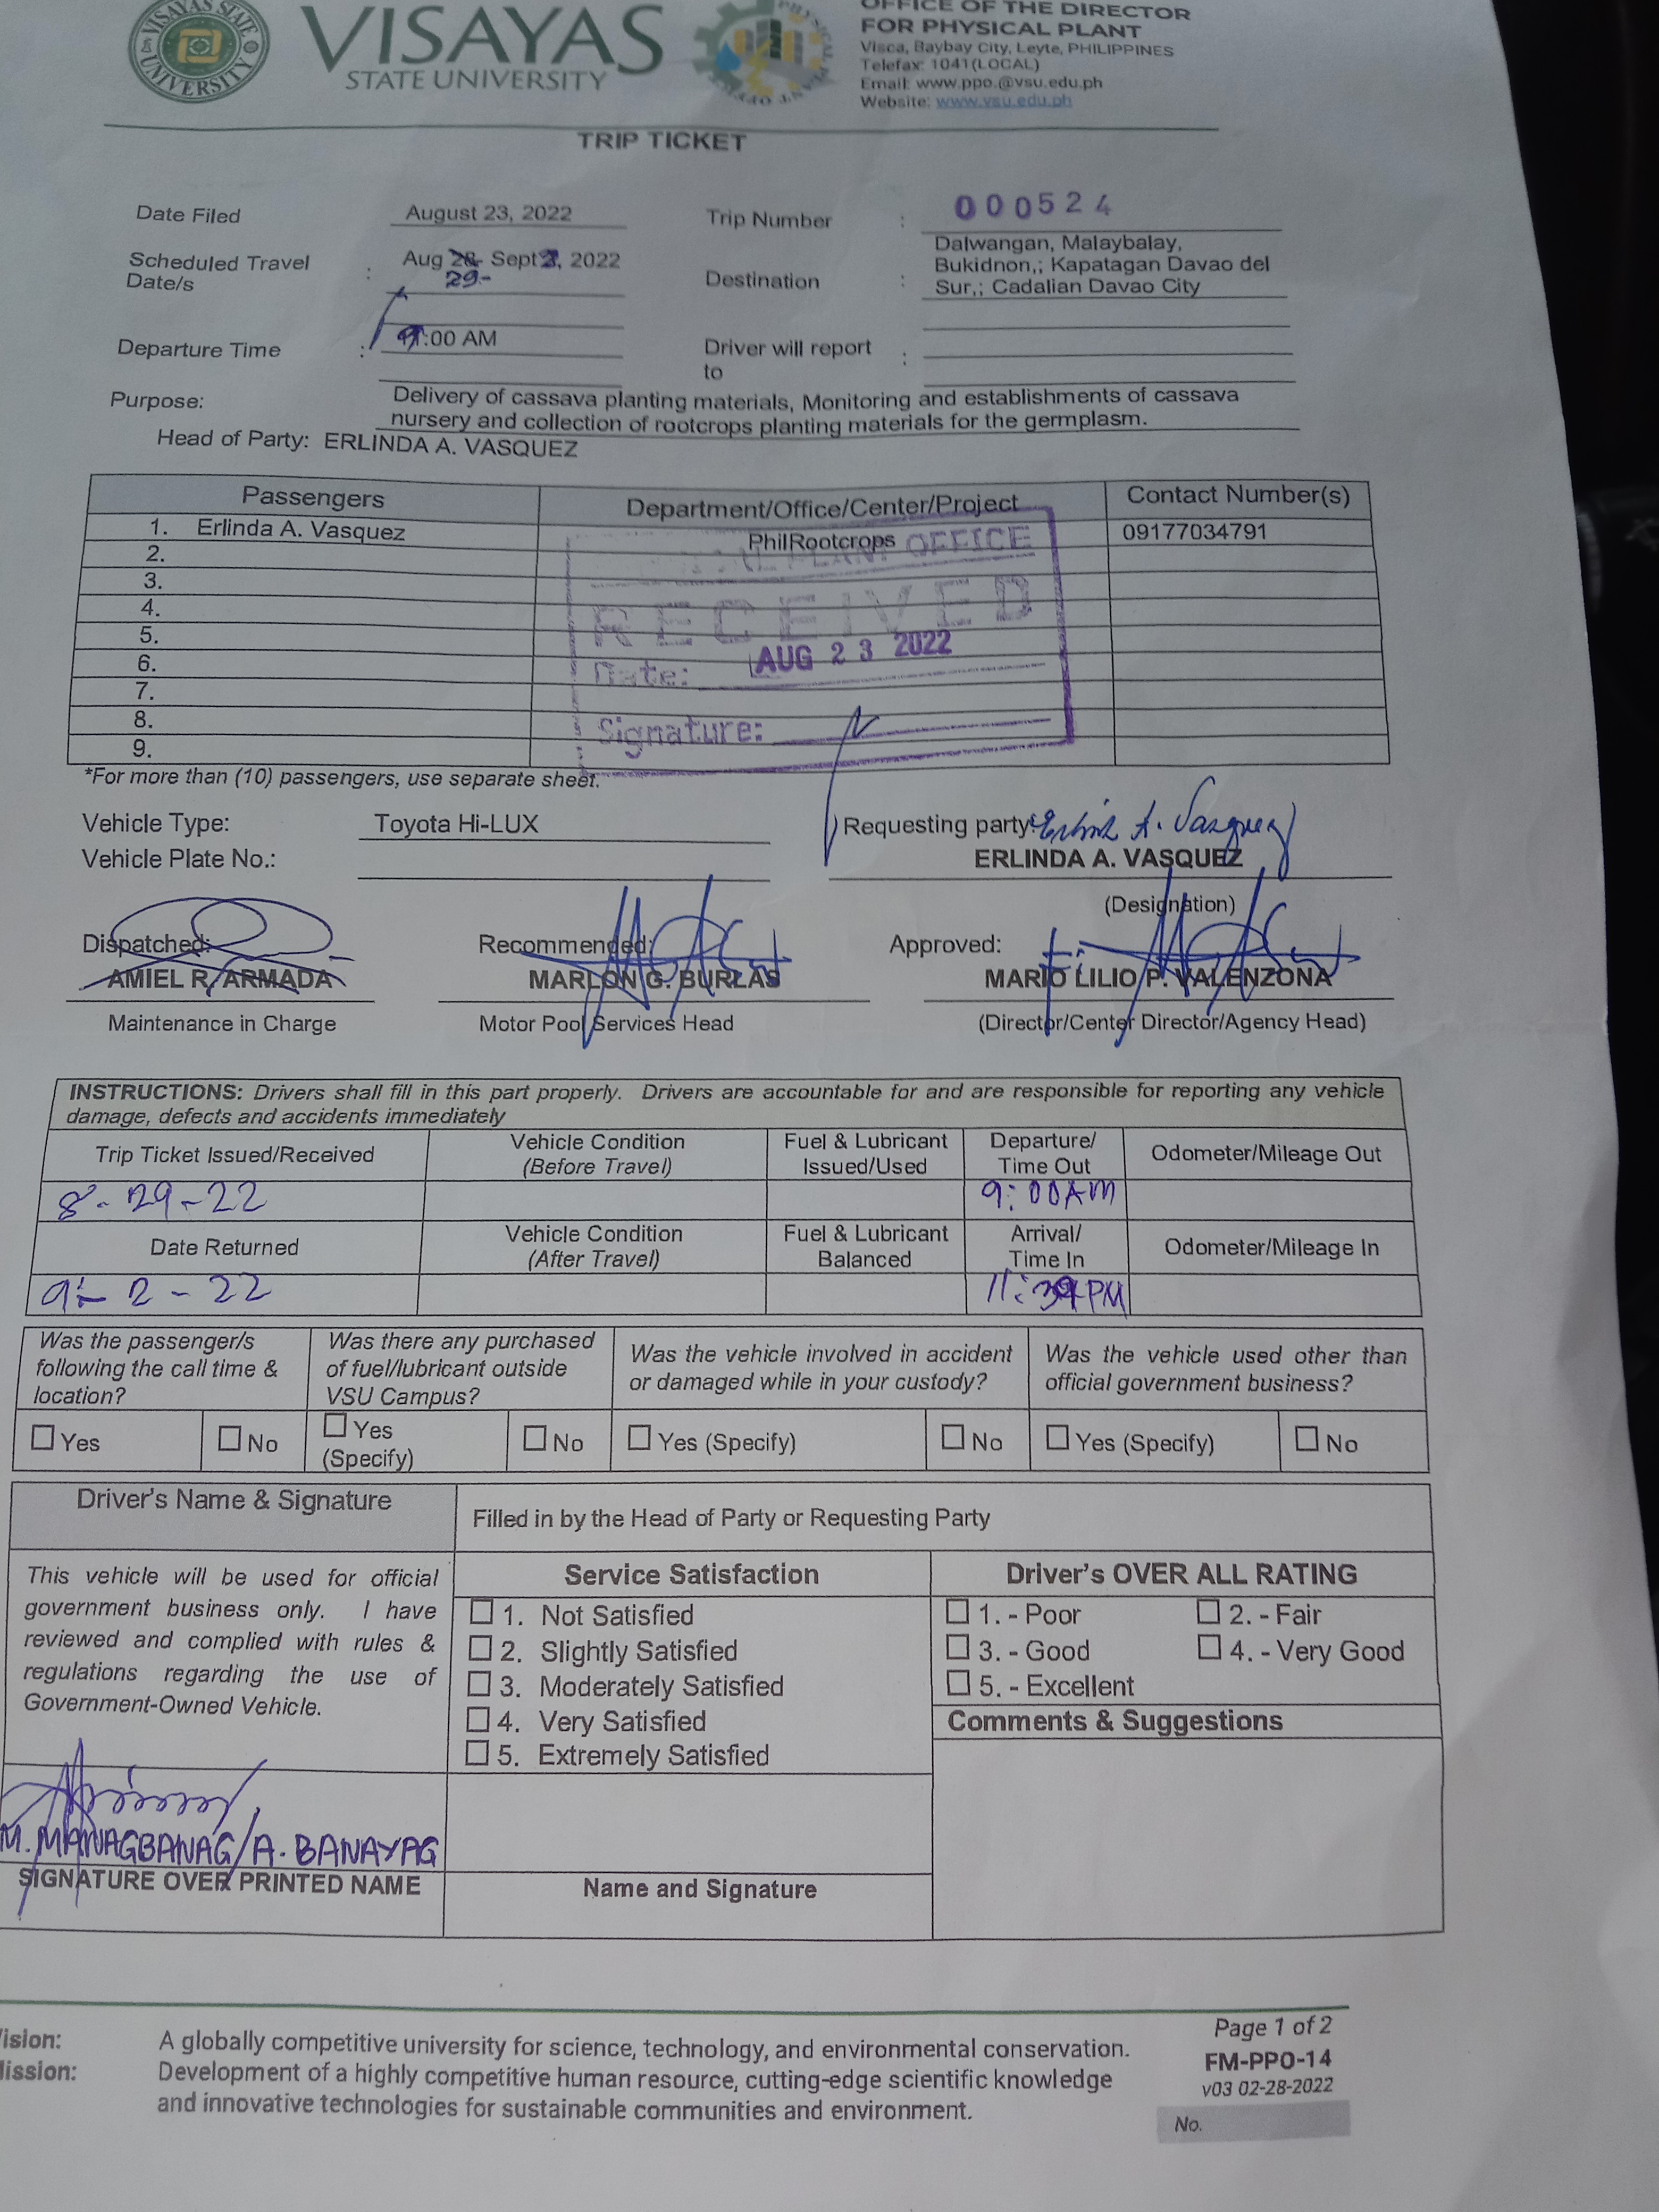 VISAYAS STATE UNIVERSITY
VISAYAS
STATE UNIVERSITY
OFFICE OF THE DIRECTOR
FOR PHYSICAL PLANT
Visca, Baybay City, Leyte, PHILIPPINES
Telefax: 1041(LOCAL)
Email: www.ppo.@vsu.edu.ph
Website: www.vsu.edu.ph
TRIP TICKET
Date Filed August 23, 2022 Trip Number : 000524
Scheduled Travel Date/s : Aug 28- Sept , 2022
29-
Destination : Dalwangan, Malaybalay,
Bukidnon,; Kapatagan Davao del
Sur,; Cadalian Davao City
Departure Time : 9:00 AM Driver will report to :
Purpose: Delivery of cassava planting materials, Monitoring and establishments of cassava
nursery and collection of rootcrops planting materials for the germplasm.
Head of Party: ERLINDA A. VASQUEZ
Passengers Department/Office/Center/Project Contact Number(s)
1. Erlinda A. Vasquez PhilRootcrops 09177034791
2.
3.
4.
5.
6.
7.
8.
9.
PLANT OFFICE
RECEIVED
Date: AUG 23 2022
Signature:
*For more than (10) passengers, use separate sheet.
Vehicle Type: Toyota Hi-LUX
Requesting party: Erlinda A. Vasquez
Vehicle Plate No.:
ERLINDA A. VASQUEZ
(Designation)
Dispatched: Recommended: Approved:
AMIEL R. ARMADA MARLON G. BURLAS MARIO LILIO P. VALENZONA
Maintenance in Charge Motor Pool Services Head (Director/Center Director/Agency Head)
INSTRUCTIONS: Drivers shall fill in this part properly. Drivers are accountable for and are responsible for reporting any vehicle
damage, defects and accidents immediately
Trip Ticket Issued/Received Vehicle Condition (Before Travel) Fuel & Lubricant Issued/Used Departure/ Time Out Odometer/Mileage Out
8-29-22 9:00AM
Date Returned Vehicle Condition (After Travel) Fuel & Lubricant Balanced Arrival/ Time In Odometer/Mileage In
9-2-22 11:39PM
Was the passenger/s following the call time & location?
Was there any purchased of fuel/lubricant outside VSU Campus?
Was the vehicle involved in accident or damaged while in your custody?
Was the vehicle used other than official government business?
☐ Yes ☐ No ☐ Yes (Specify) ☐ No ☐ Yes (Specify) ☐ No ☐ Yes (Specify) ☐ No
Driver's Name & Signature
Filled in by the Head of Party or Requesting Party
This vehicle will be used for official
government business only. I have
reviewed and complied with rules &
regulations regarding the use of
Government-Owned Vehicle.
Service Satisfaction
☐ 1. Not Satisfied
☐ 2. Slightly Satisfied
☐ 3. Moderately Satisfied
☐ 4. Very Satisfied
☐ 5. Extremely Satisfied
Driver's OVER ALL RATING
☐ 1. - Poor ☐ 2. - Fair
☐ 3. - Good ☐ 4. - Very Good
☐ 5. - Excellent
Comments & Suggestions
M. MANAGBANAG/A. BANAYAG
SIGNATURE OVER PRINTED NAME
Name and Signature
ision: A globally competitive university for science, technology, and environmental conservation.
lission: Development of a highly competitive human resource, cutting-edge scientific knowledge
and innovative technologies for sustainable communities and environment.
Page 1 of 2
FM-PPO-14
v03 02-28-2022
No.